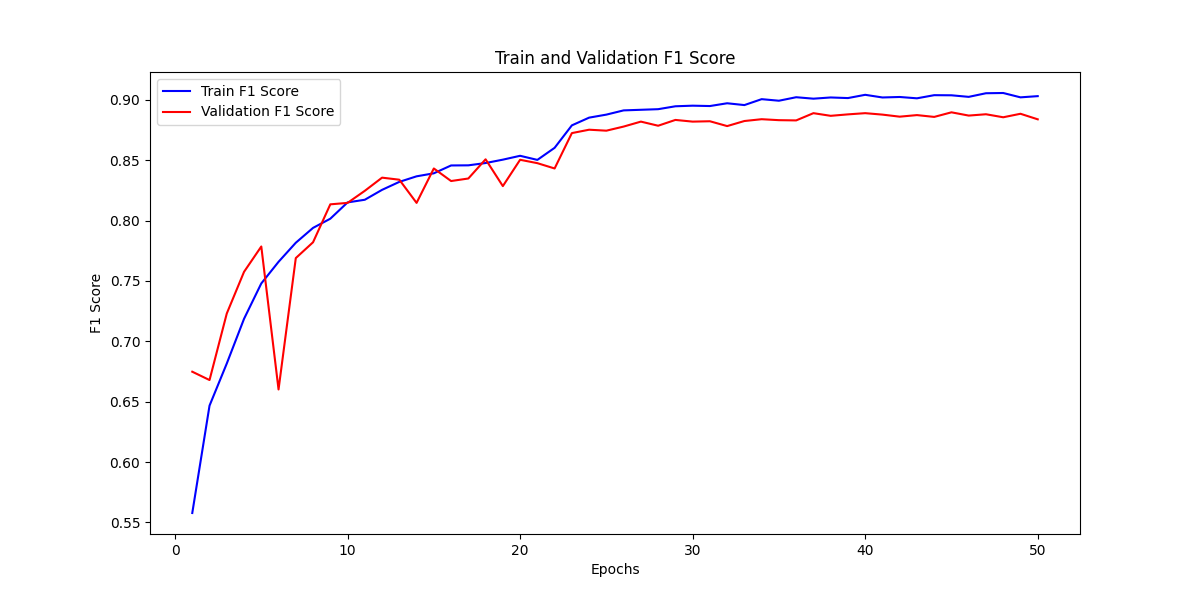 Train and Validation F1 Score
Train F1 Score
Validation F1 Score
0.90
0.85
0.80
0.75
0.70
0.65
0.60
0.55
F1 Score
0 10 20 30 40 50
Epochs